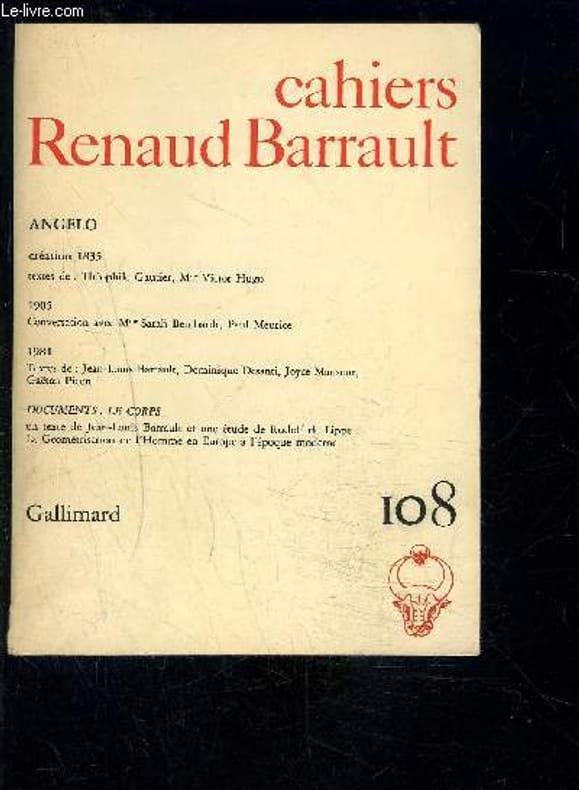 © Le-livre.com
cahiers
Renaud Barrault
ANGELO
création 1835
textes de : Théophile Gautier, Mme Victor Hugo
1905
Conversation avec Mme Sarah Bernhardt, Paul Meurice
1984
Textes de : Jean-Louis Barrault, Dominique Desanti, Joyce Mansour,
Gaëtan Picon
DOCUMENTS : LE CORPS
un texte de Jean-Louis Barrault et une étude de Rudolf
la Géométrisation de l'Homme en Europe à l'époque moderne
Gallimard
108